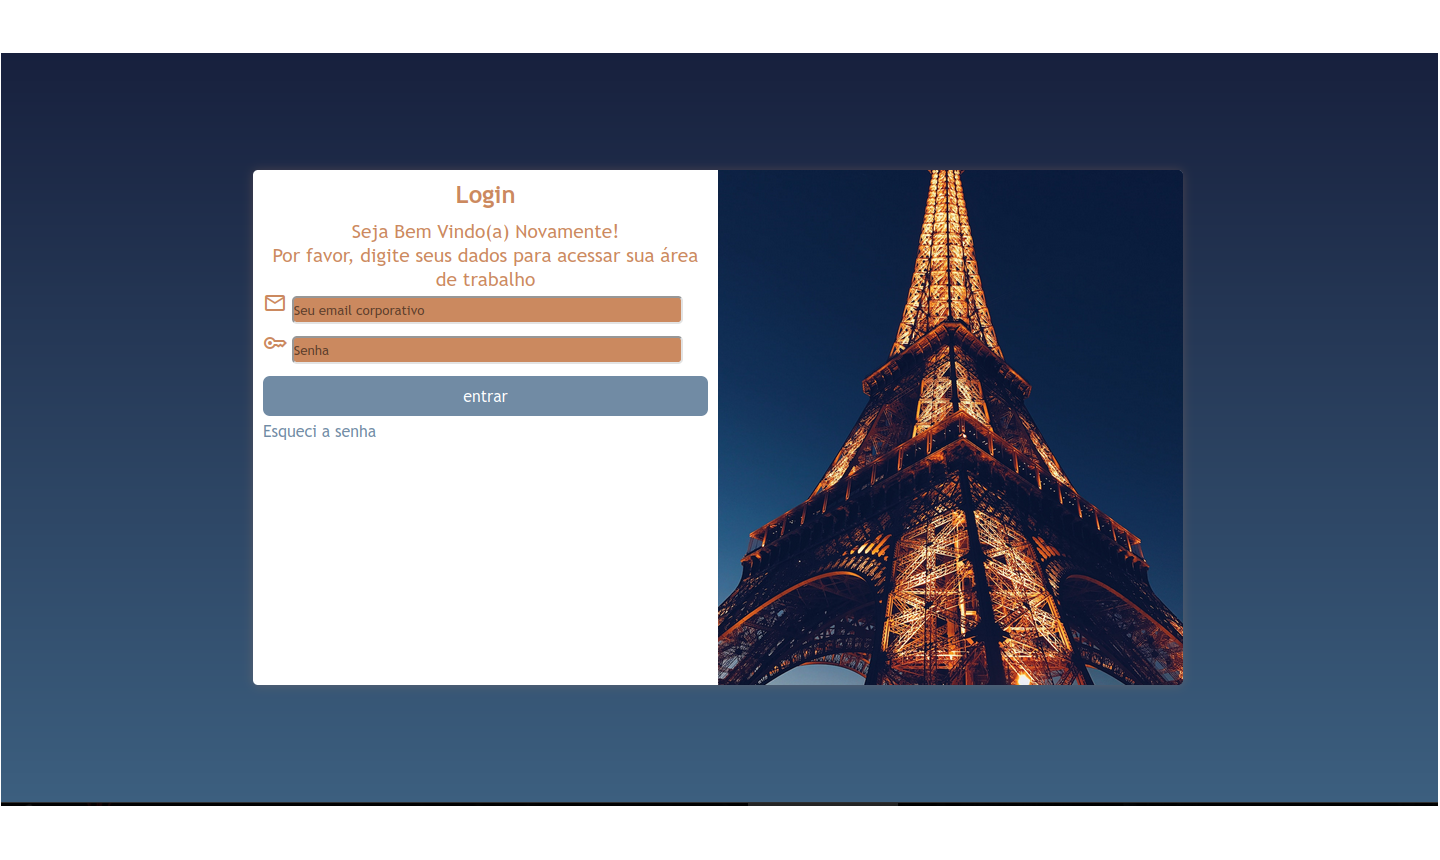 Login
Seja Bem Vindo(a) Novamente!
Por favor, digite seus dados para acessar sua área
de trabalho
Seu email corporativo
Senha
entrar
Esqueci a senha